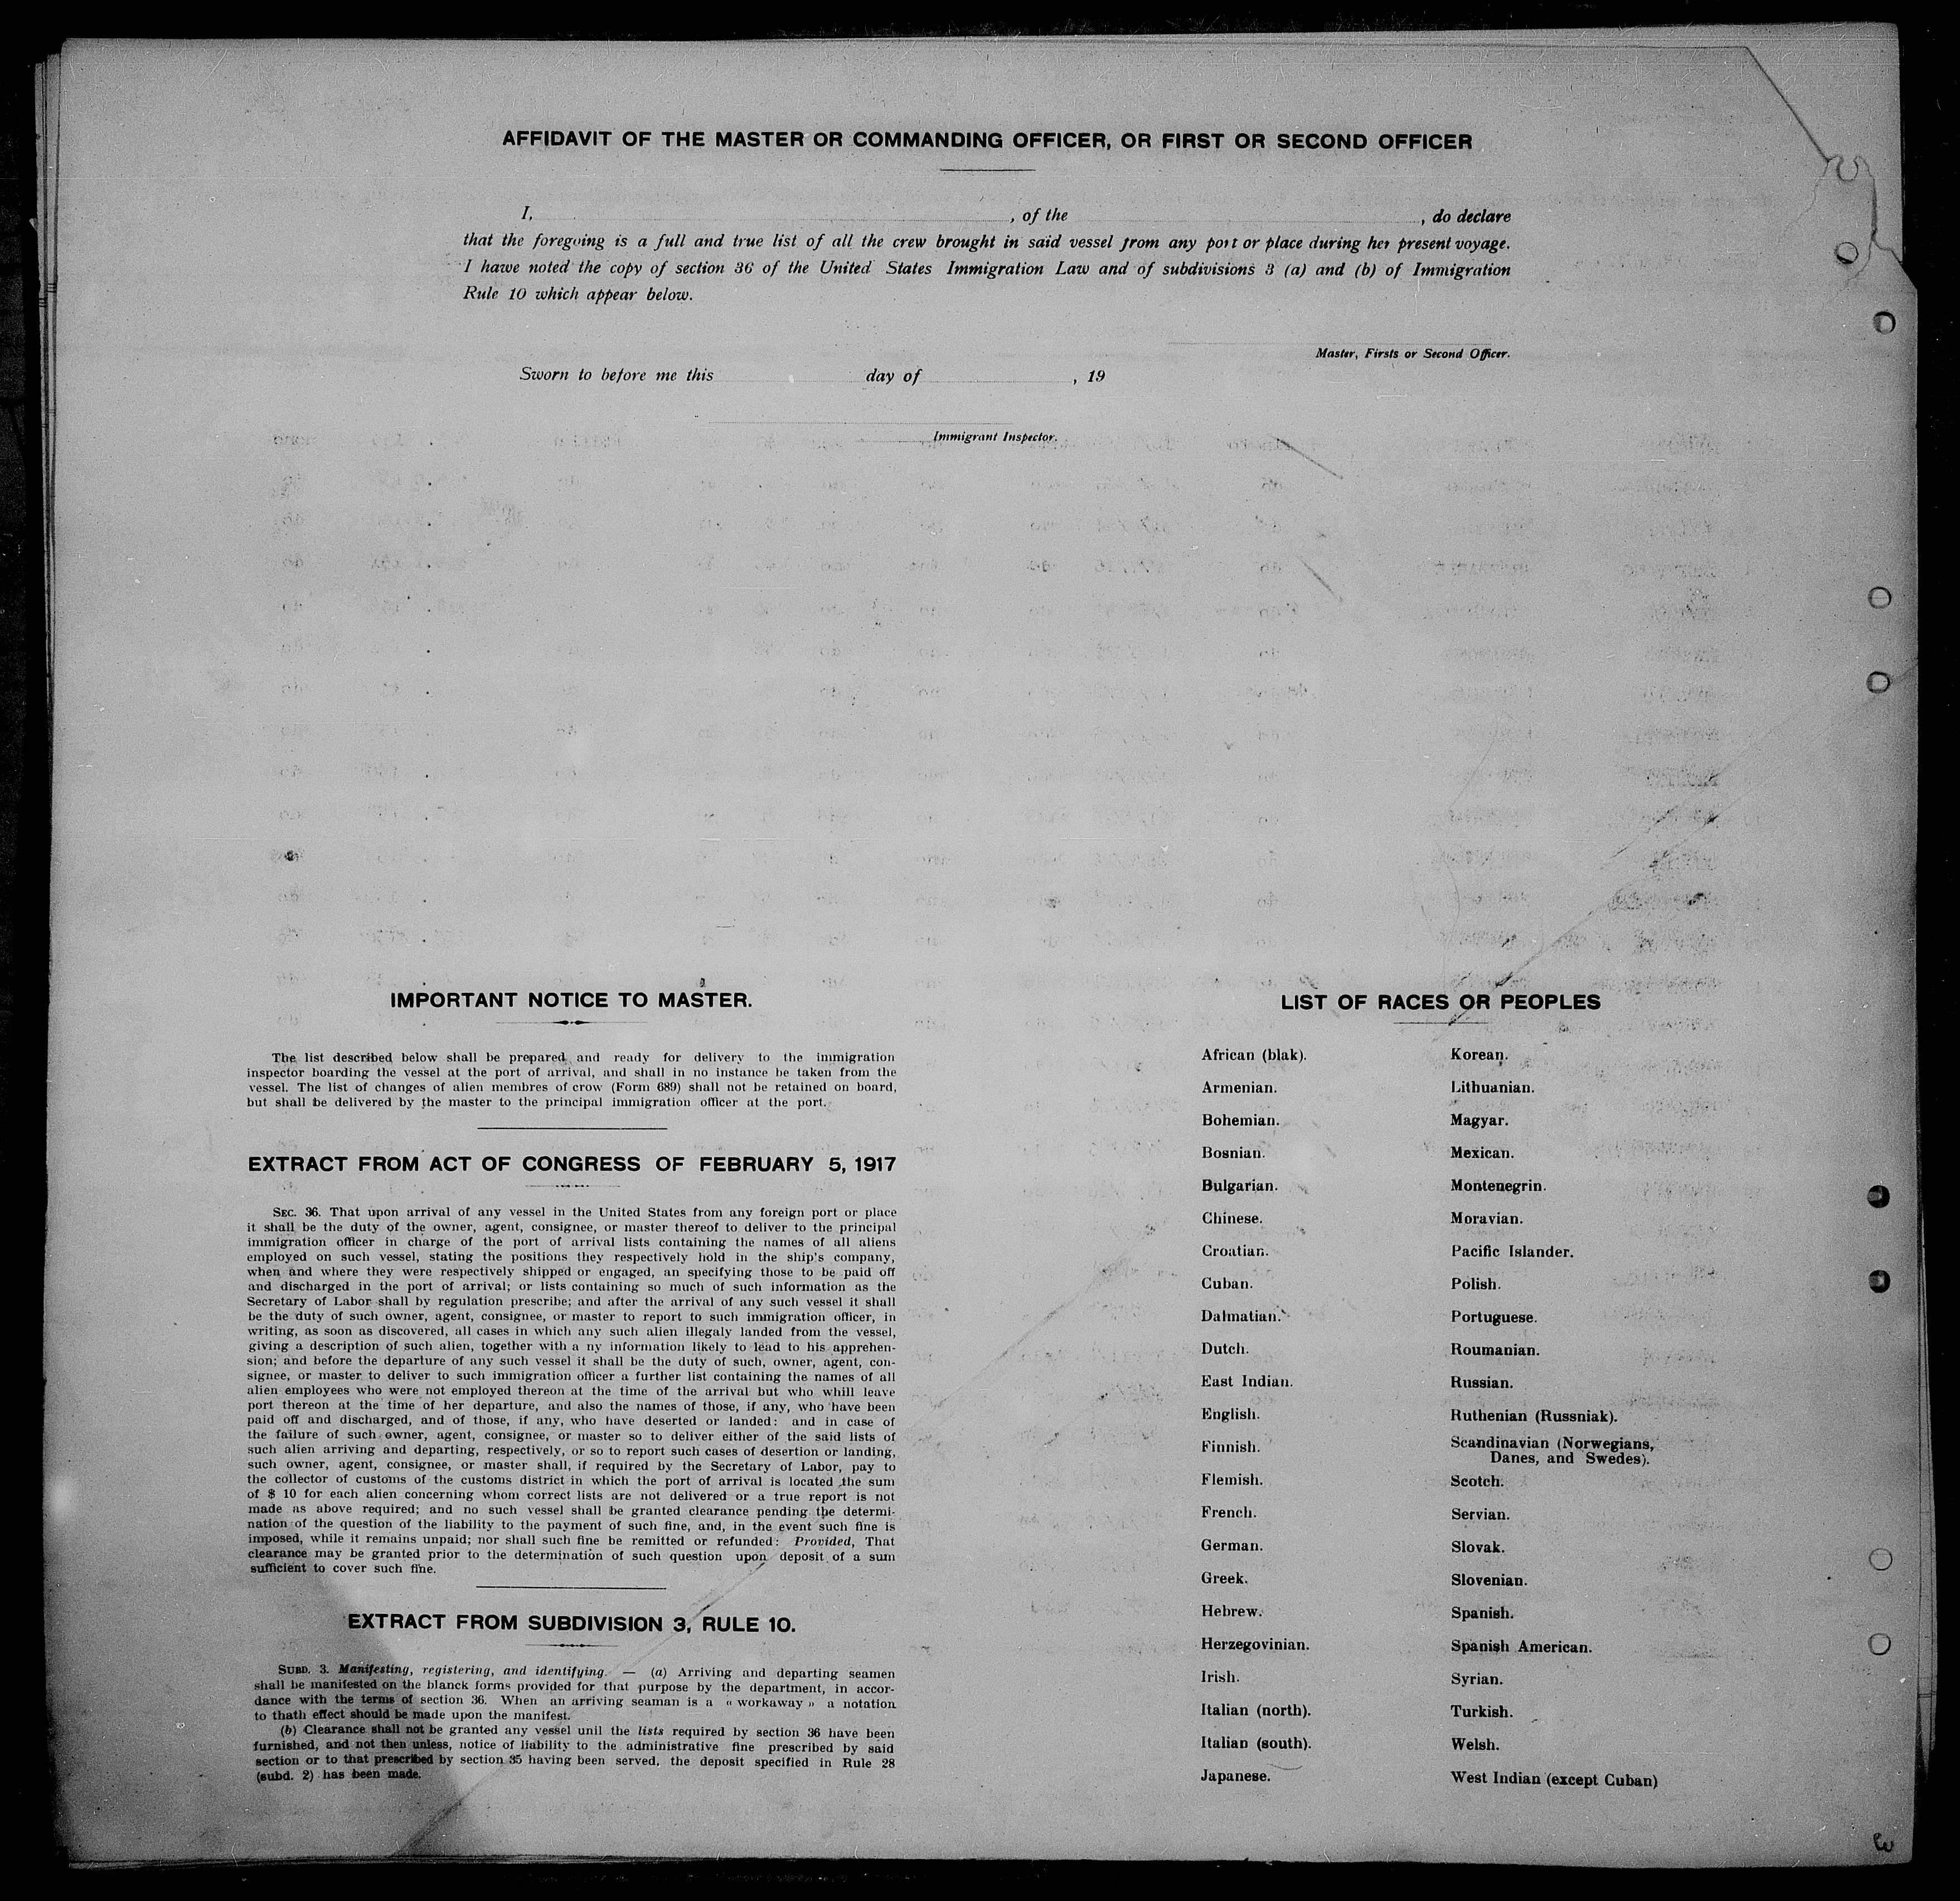 AFFIDAVIT OF THE MASTER OR COMMANDING OFFICER, OR FIRST OR SECOND OFFICER
I, , of the , do declare
that the foregoing is a full and true list of all the crew brought in said vessel from any port or place during her present voyage.
I hawe noted the copy of section 36 of the United States Immigration Law and of subdivisions 3 (a) and (b) of Immigration
Rule 10 which appear below.
Master, Firsts or Second Officer.
Sworn to before me this day of , 19
Immigrant Inspector.
IMPORTANT NOTICE TO MASTER.
The list described below shall be prepared and ready for delivery to the immigration
inspector boarding the vessel at the port of arrival, and shall in no instance be taken from the
vessel. The list of changes of alien membres of crow (Form 689) shall not be retained on board,
but shall be delivered by the master to the principal immigration officer at the port.
EXTRACT FROM ACT OF CONGRESS OF FEBRUARY 5, 1917
SEC. 36. That upon arrival of any vessel in the United States from any foreign port or place
it shall be the duty of the owner, agent, consignee, or master thereof to deliver to the principal
immigration officer in charge of the port of arrival lists containing the names of all aliens
employed on such vessel, stating the positions they respectively hold in the ship's company,
when and where they were respectively shipped or engaged, an specifying those to be paid off
and discharged in the port of arrival; or lists containing so much of such information as the
Secretary of Labor shall by regulation prescribe; and after the arrival of any such vessel it shall
be the duty of such owner, agent, consignee, or master to report to such immigration officer, in
writing, as soon as discovered, all cases in which any such alien illegally landed from the vessel,
giving a description of such alien, together with a ny information likely to lead to his apprehen-
sion; and before the departure of any such vessel it shall be the duty of such, owner, agent, con-
signee, or master to deliver to such immigration officer a further list containing the names of all
alien employees who were not employed thereon at the time of the arrival but who whill leave
port thereon at the time of her departure, and also the names of those, if any, who have been
paid off and discharged, and of those, if any, who have deserted or landed: and in case of
the failure of such owner, agent, consignee, or master so to deliver either of the said lists of
such alien arriving and departing, respectively, or so to report such cases of desertion or landing,
such owner, agent, consignee, or master shall, if required by the Secretary of Labor, pay to
the collector of customs of the customs district in which the port of arrival is located the sum
of $ 10 for each alien concerning whom correct lists are not delivered or a true report is not
made as above required; and no such vessel shall be granted clearance pending the determi-
nation of the question of the liability to the payment of such fine, and, in the event such fine is
imposed, while it remains unpaid; nor shall such fine be remitted or refunded: Provided, That
clearance may be granted prior to the determination of such question upon deposit of a sum
sufficient to cover such fine.
EXTRACT FROM SUBDIVISION 3, RULE 10.
SUBD. 3. Manifesting, registering, and identifying. — (a) Arriving and departing seamen
shall be manifested on the blanck forms provided for that purpose by the department, in accor-
dance with the terms of section 36. When an arriving seaman is a « workaway » a notation
to thath effect should be made upon the manifest.
(b) Clearance shall not be granted any vessel unil the lists required by section 36 have been
furnished, and not then unless, notice of liability to the administrative fine prescribed by said
section or to that prescribed by section 35 having been served, the deposit specified in Rule 28
(subd. 2) has been made.
LIST OF RACES OR PEOPLES
African (blak).
Armenian.
Bohemian.
Bosnian.
Bulgarian.
Chinese.
Croatian.
Cuban.
Dalmatian.
Dutch.
East Indian.
English.
Finnish.
Flemish.
French.
German.
Greek.
Hebrew.
Herzegovinian.
Irish.
Italian (north).
Italian (south).
Japanese.
Korean.
Lithuanian.
Magyar.
Mexican.
Montenegrin.
Moravian.
Pacific Islander.
Polish.
Portuguese.
Roumanian.
Russian.
Ruthenian (Russniak).
Scandinavian (Norwegians,
Danes, and Swedes).
Scotch.
Servian.
Slovak.
Slovenian.
Spanish.
Spanish American.
Syrian.
Turkish.
Welsh.
West Indian (except Cuban)